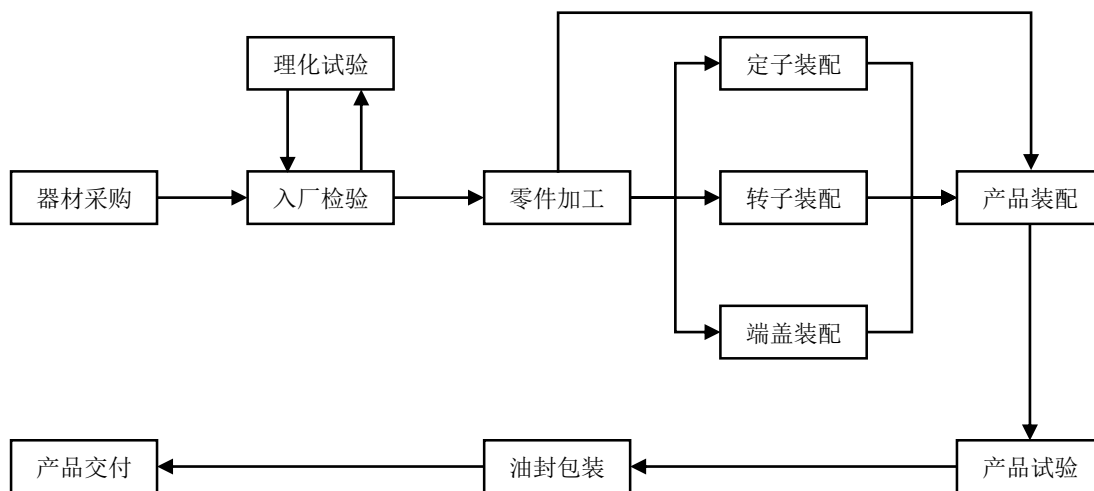 理化试验
定子装配
器材采购
入厂检验
零件加工
转子装配
产品装配
端盖装配
产品交付
油封包装
产品试验